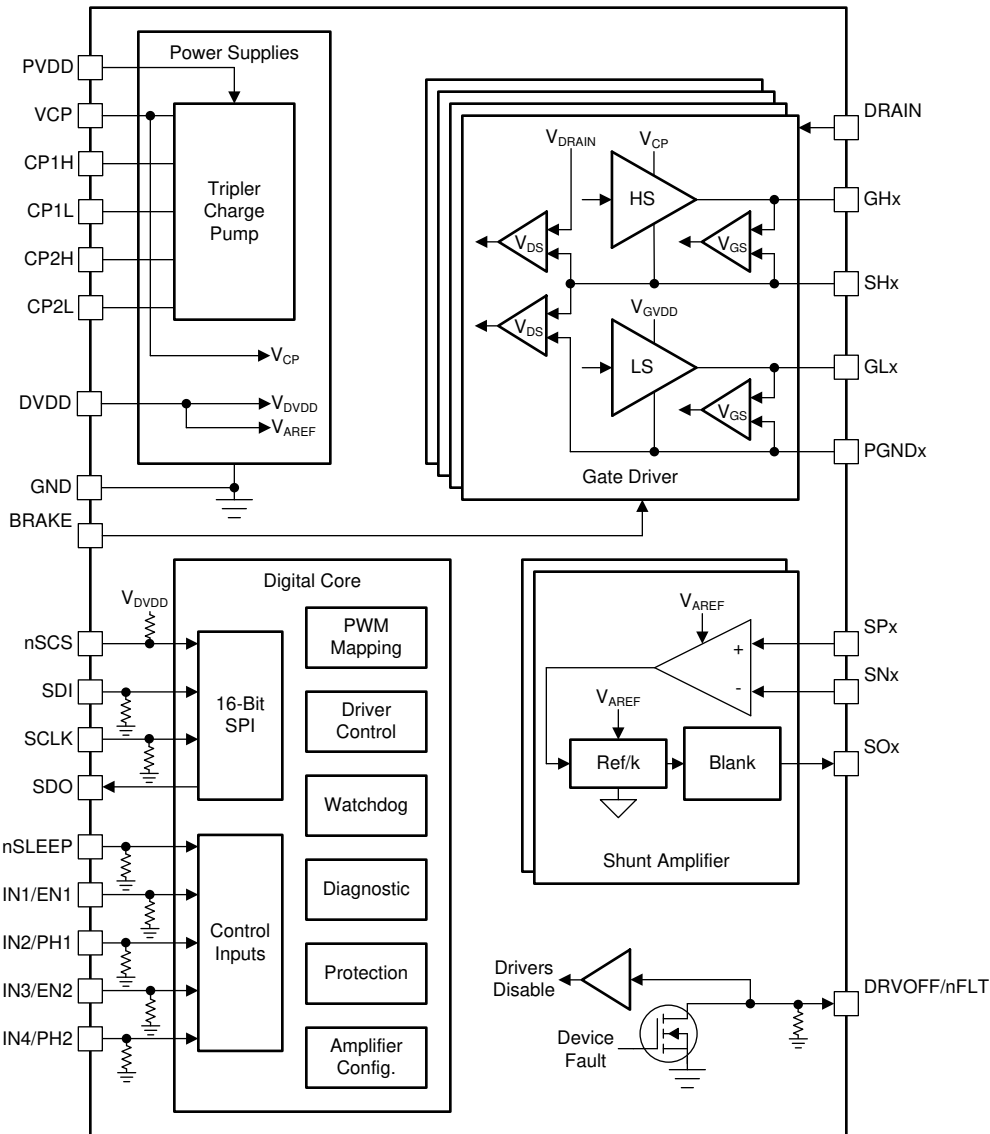 Power Supplies
PVDD
VCP
CP1H
CP1L
CP2H
CP2L
Tripler
Charge
Pump
VCP
DVDD
VDVDD
VAREF
GND
BRAKE
VDRAIN
VCP
HS
VDS
VGS
VDS
VGVDD
LS
VGS
Gate Driver
DRAIN
GHx
SHx
GLx
PGNDx
Digital Core
VDVDD
nSCS
SDI
SCLK
SDO
16-Bit
SPI
nSLEEP
IN1/EN1
IN2/PH1
IN3/EN2
IN4/PH2
Control
Inputs
PWM
Mapping
Driver
Control
Watchdog
Diagnostic
Protection
Amplifier
Config.
VAREF
+
-
VAREF
Ref/k
Blank
Shunt Amplifier
SPx
SNx
SOx
Drivers
Disable
Device
Fault
DRVOFF/nFLT